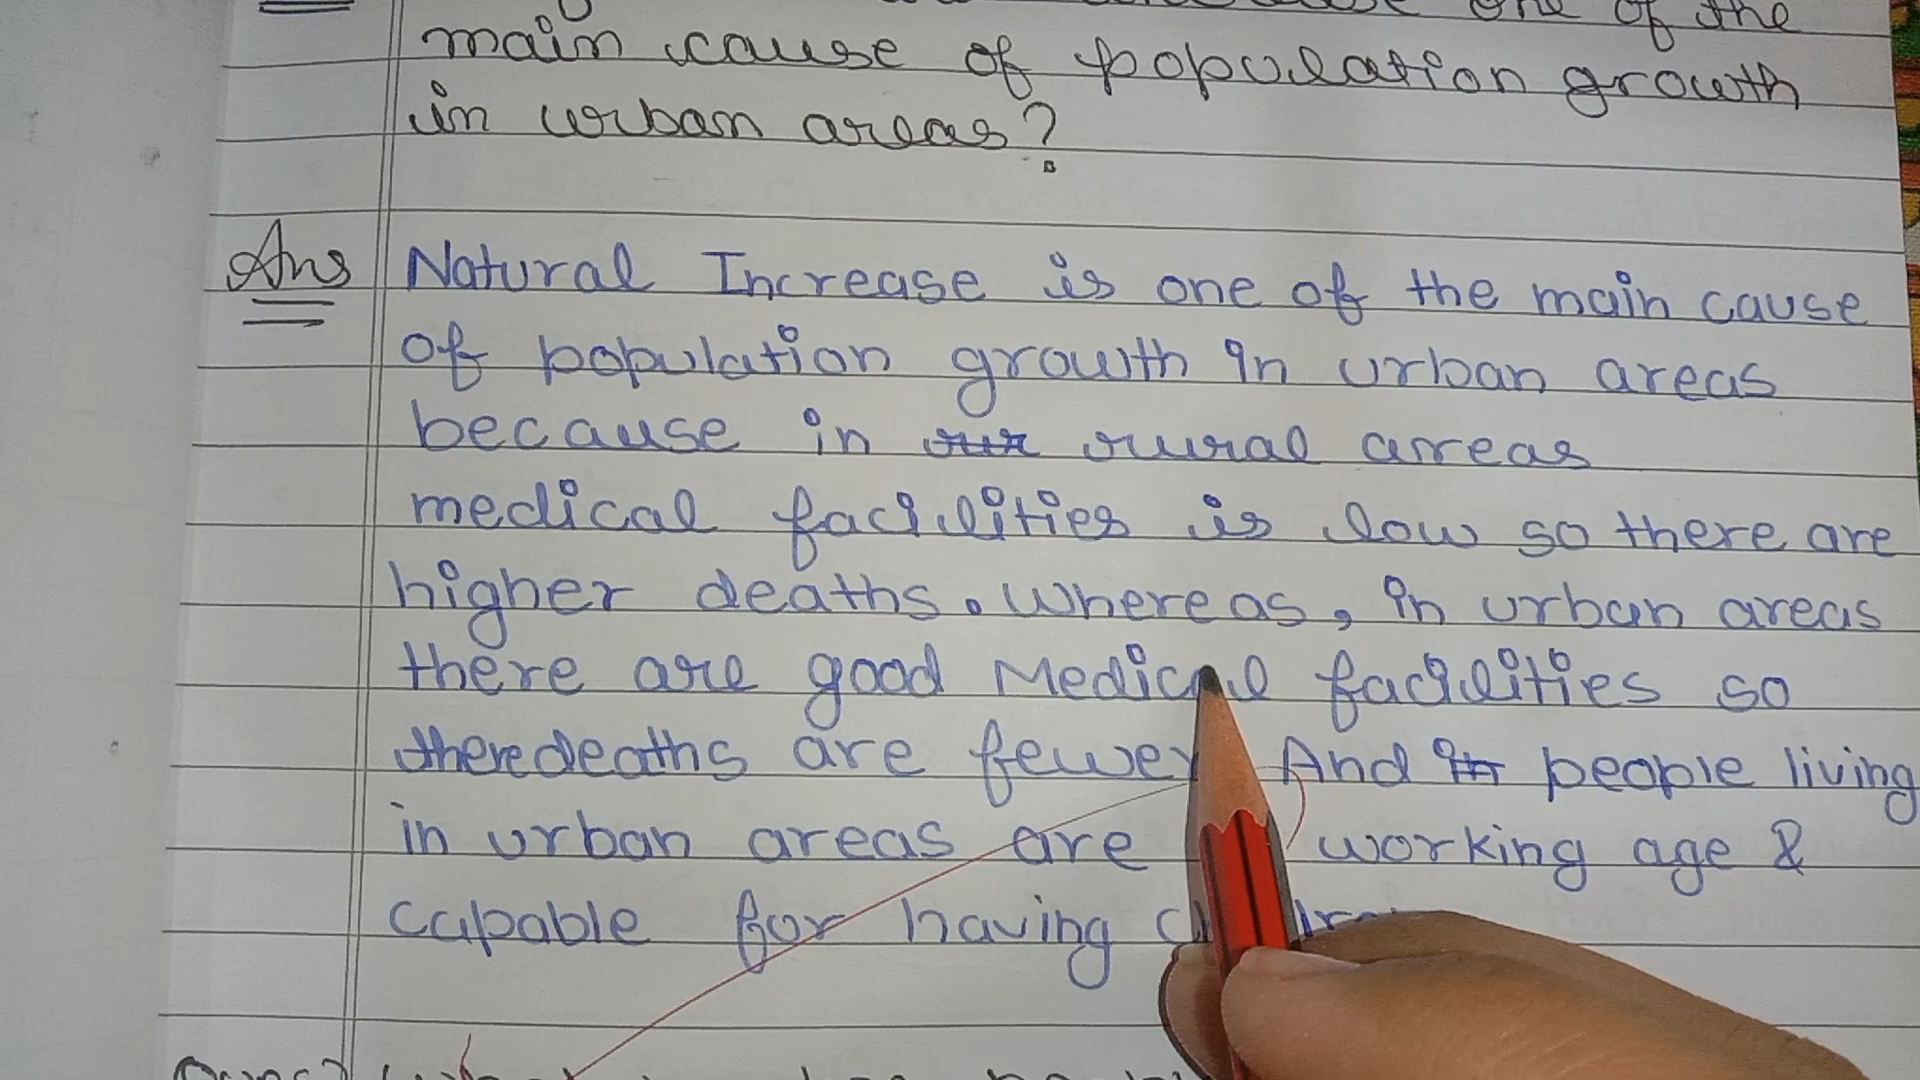 one of the
main cause of population growth
in urban areas?
Ans Natural Increase is one of the main cause
of population growth in urban areas
because in rural areas
medical facilities is low so there are
higher deaths. Whereas, in urban areas
there are good Medical facilities so
there deaths are fewer And people living
in urban areas are working age &
capable for having